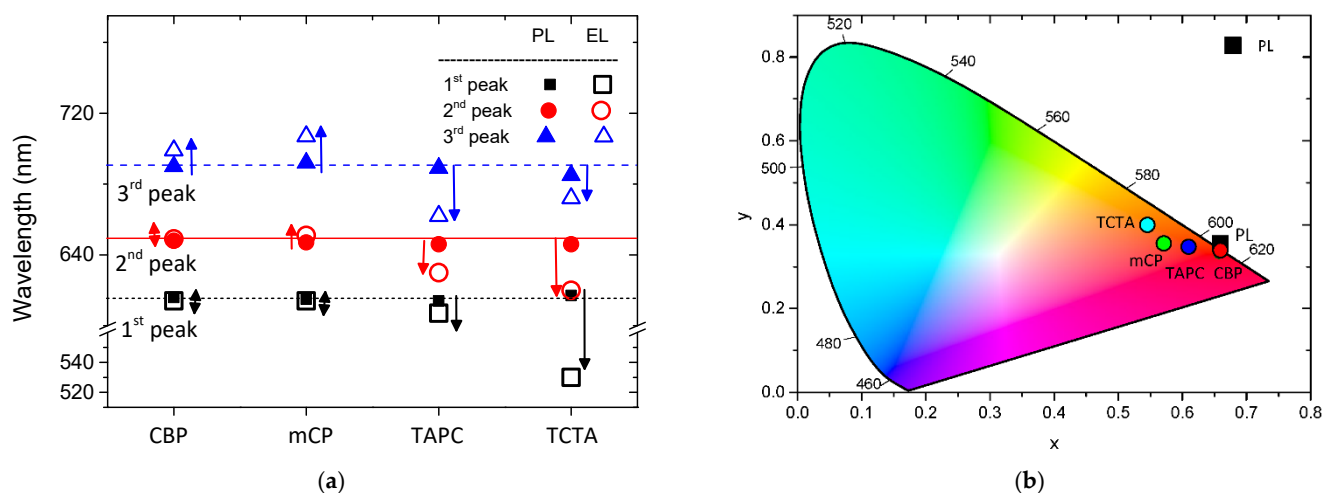 PL EL
1st peak
2nd peak
3rd peak
Wavelength (nm)
720
640
540
530
520
3rd peak
2nd peak
1st peak
CBP mCP TAPC TCTA
(a)
PL
520
540
560
580
600
620
500
480
460
TCTA
mCP
TAPC
CBP
PL
y
0.8
0.6
0.4
0.2
0.0
0.0 0.1 0.2 0.3 0.4 0.5 0.6 0.7 0.8
x
(b)